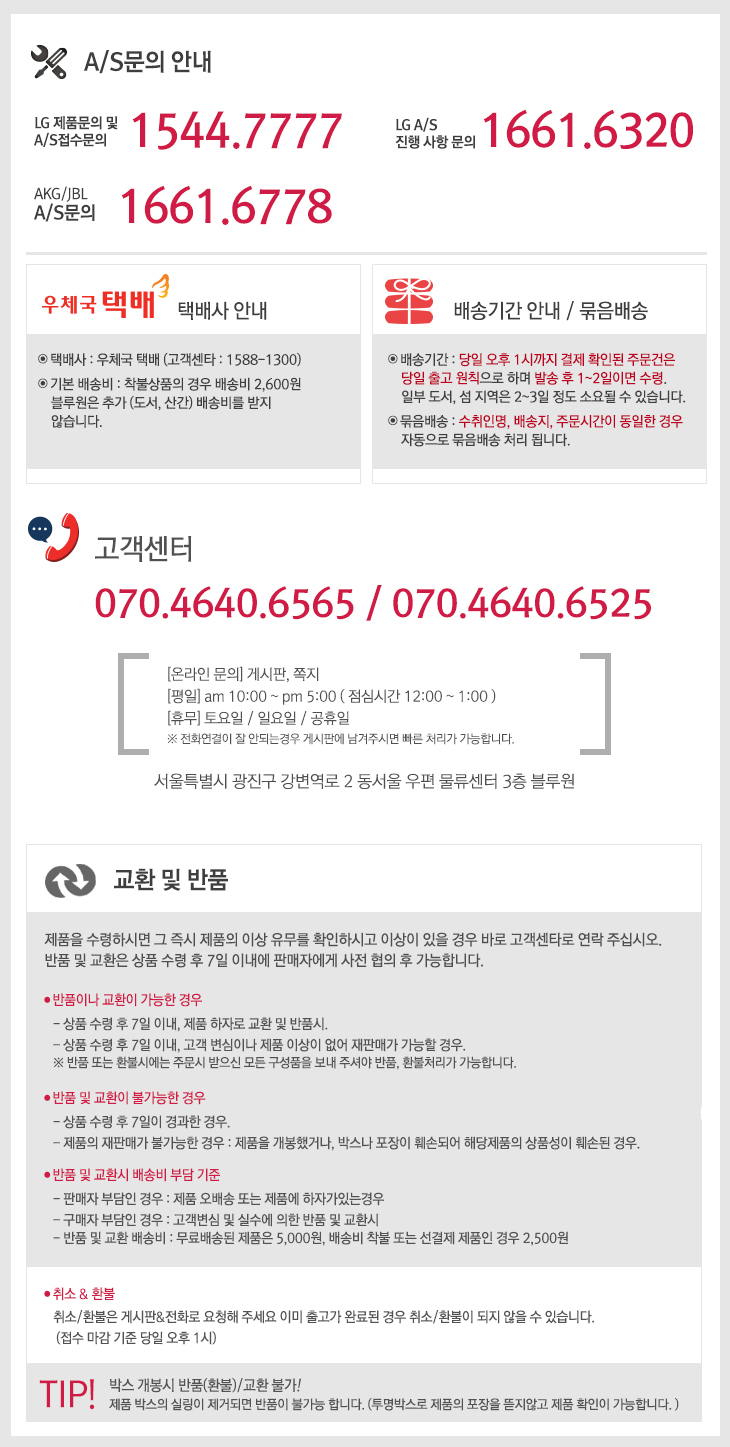 A/S문의 안내
LG 제품문의 및
A/S접수문의
1544.7777
LG A/S
진행 사항 문의
1661.6320
AKG/JBL
A/S문의
1661.6778
우체국 택배 택배사 안내
택배사 : 우체국 택배 (고객센타 : 1588-1300)
기본 배송비 : 착불상품의 경우 배송비 2,600원
블루원은 추가 (도서, 산간) 배송비를 받지
않습니다.
배송기간 안내 / 묶음배송
배송기간 : 당일 오후 1시까지 결제 확인된 주문건은
당일 출고 원칙으로 하며 발송 후 1~2일이면 수령.
일부 도서, 섬 지역은 2~3일 정도 소요될 수 있습니다.
묶음배송 : 수취인명, 배송지, 주문시간이 동일한 경우
자동으로 묶음배송 처리 됩니다.
고객센터
070.4640.6565 / 070.4640.6525
[온라인 문의] 게시판, 쪽지
[평일] am 10:00 ~ pm 5:00 ( 점심시간 12:00 ~ 1:00 )
[휴무] 토요일 / 일요일 / 공휴일
※ 전화연결이 잘 안되는경우 게시판에 남겨주시면 빠른 처리가 가능합니다.
서울특별시 광진구 강변역로 2 동서울 우편 물류센터 3층 블루원
교환 및 반품
제품을 수령하시면 그 즉시 제품의 이상 유무를 확인하시고 이상이 있을 경우 바로 고객센타로 연락 주십시오.
반품 및 교환은 상품 수령 후 7일 이내에 판매자에게 사전 협의 후 가능합니다.
● 반품이나 교환이 가능한 경우
- 상품 수령 후 7일 이내, 제품 하자로 교환 및 반품시.
- 상품 수령 후 7일 이내, 고객 변심이나 제품 이상이 없어 재판매가 가능할 경우.
※ 반품 또는 환불시에는 주문시 받으신 모든 구성품을 보내 주셔야 반품, 환불처리가 가능합니다.
● 반품 및 교환이 불가능한 경우
- 상품 수령 후 7일이 경과한 경우.
- 제품의 재판매가 불가능한 경우 : 제품을 개봉했거나, 박스나 포장이 훼손되어 해당제품의 상품성이 훼손된 경우.
● 반품 및 교환시 배송비 부담 기준
- 판매자 부담인 경우 : 제품 오배송 또는 제품에 하자가있는경우
- 구매자 부담인 경우 : 고객변심 및 실수에 의한 반품 및 교환시
- 반품 및 교환 배송비 : 무료배송된 제품은 5,000원, 배송비 착불 또는 선결제 제품인 경우 2,500원
● 취소 & 환불
취소/환불은 게시판&전화로 요청해 주세요 이미 출고가 완료된 경우 취소/환불이 되지 않을 수 있습니다.
(접수 마감 기준 당일 오후 1시)
TIP!
박스 개봉시 반품(환불)/교환 불가!
제품 박스의 실링이 제거되면 반품이 불가능 합니다. (투명박스로 제품의 포장을 뜯지않고 제품 확인이 가능합니다. )